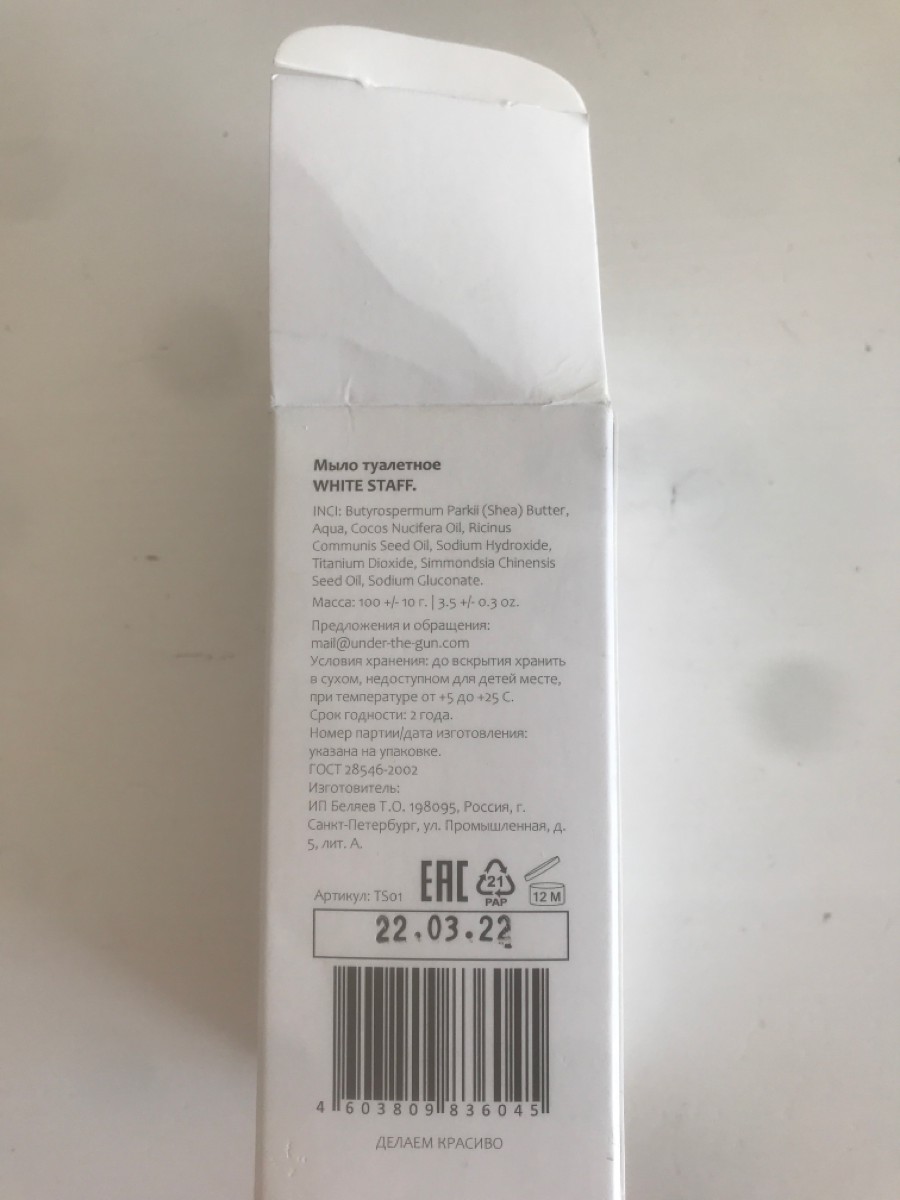 Мыло туалетное
WHITE STAFF.
INCI: Butyrospermum Parkii (Shea) Butter,
Aqua, Cocos Nucifera Oil, Ricinus
Communis Seed Oil, Sodium Hydroxide,
Titanium Dioxide, Simmondsia Chinensis
Seed Oil, Sodium Gluconate.
Масса: 100 +/- 10 г. | 3.5 +/- 0.3 oz.
Предложения и обращения:
mail@under-the-gun.com
Условия хранения: до вскрытия хранить
в сухом, недоступном для детей месте,
при температуре от +5 до +25 С.
Срок годности: 2 года.
Номер партии/дата изготовления:
указана на упаковке.
ГОСТ 28546-2002
Изготовитель:
ИП Беляев Т.О. 198095, Россия, г.
Санкт-Петербург, ул. Промышленная, д.
5, лит. А.
Артикул: TS01 EAC 21 PAP 12 M
22.03.22
4 603809 836045
ДЕЛАЕМ КРАСИВО